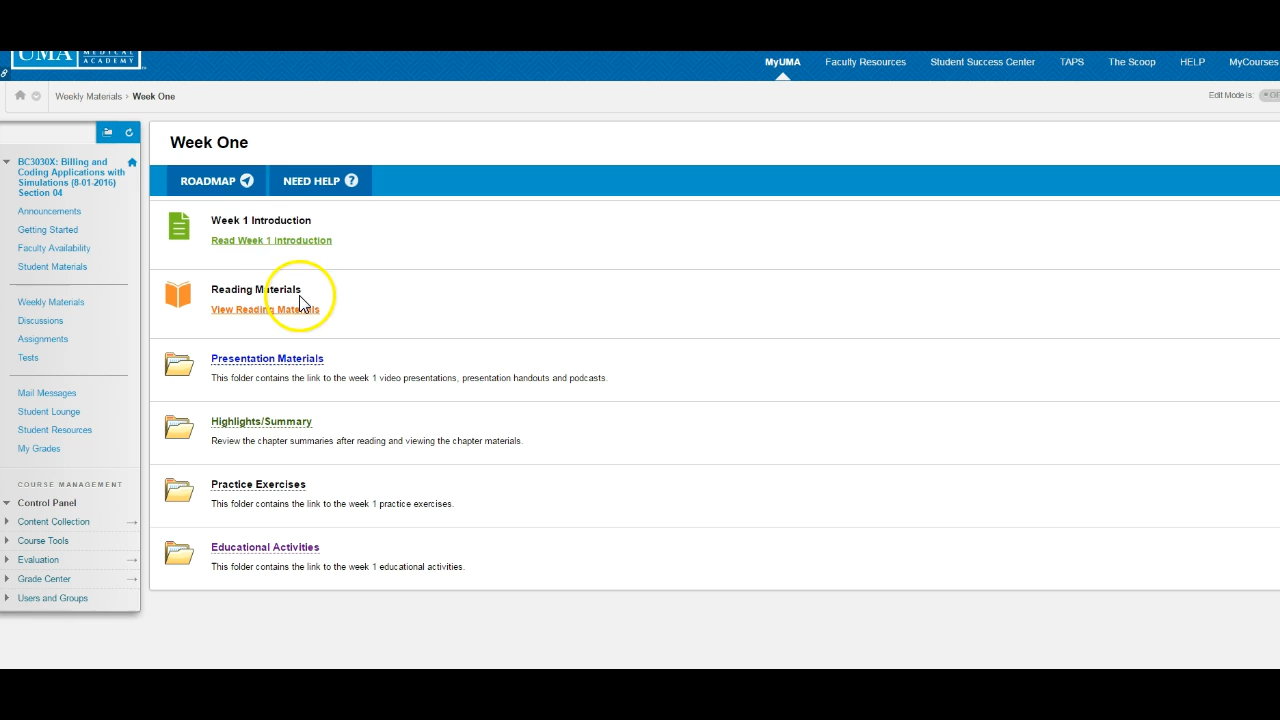 UMA MEDICAL ACADEMY
MyUMA Faculty Resources Student Success Center TAPS The Scoop HELP MyCourses
Weekly Materials > Week One
Edit Mode is:
BC3030X: Billing and
Coding Applications with
Simulations (8-01-2016)
Section 04
Announcements
Getting Started
Faculty Availability
Student Materials
Weekly Materials
Discussions
Assignments
Tests
Mail Messages
Student Lounge
Student Resources
My Grades
COURSE MANAGEMENT
Control Panel
Content Collection
Course Tools
Evaluation
Grade Center
Users and Groups
Week One
ROADMAP NEED HELP ?
Week 1 Introduction
Read Week 1 Introduction
Reading Materials
View Reading Materials
Presentation Materials
This folder contains the link to the week 1 video presentations, presentation handouts and podcasts.
Highlights/Summary
Review the chapter summaries after reading and viewing the chapter materials.
Practice Exercises
This folder contains the link to the week 1 practice exercises.
Educational Activities
This folder contains the link to the week 1 educational activities.